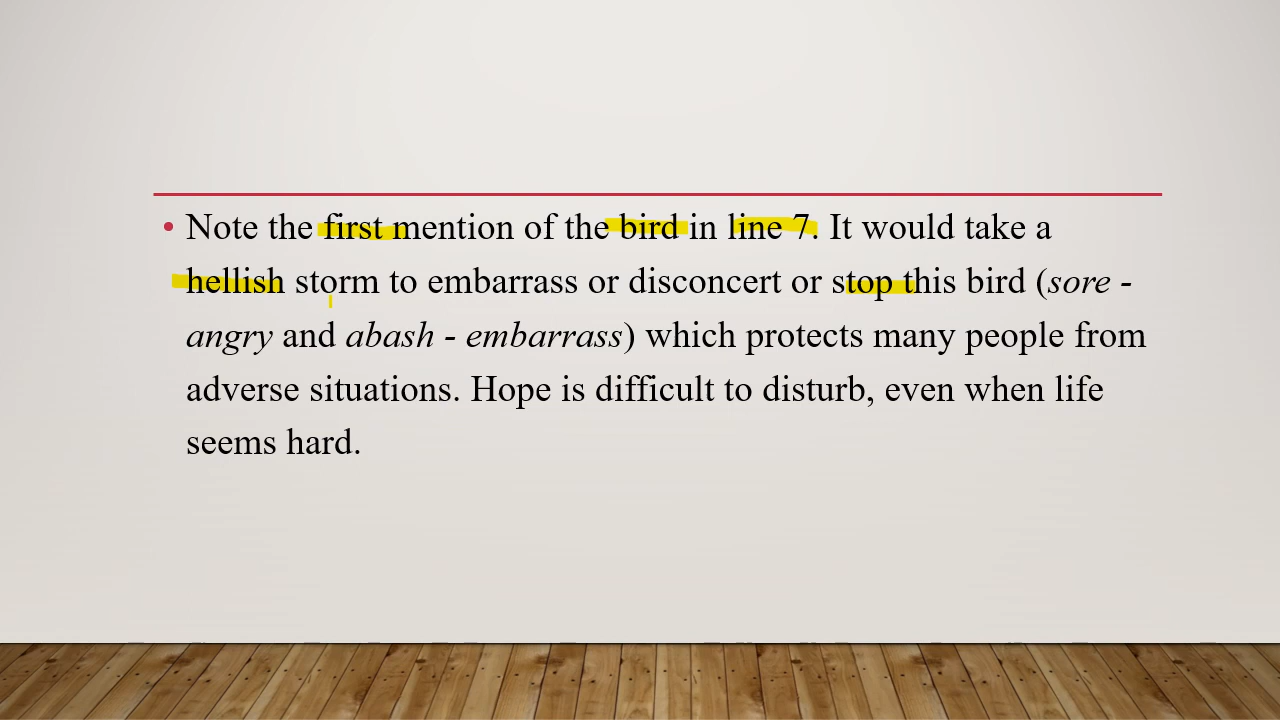 • Note the first mention of the bird in line 7. It would take a
hellish storm to embarrass or disconcert or stop this bird (sore -
angry and abash - embarrass) which protects many people from
adverse situations. Hope is difficult to disturb, even when life
seems hard.